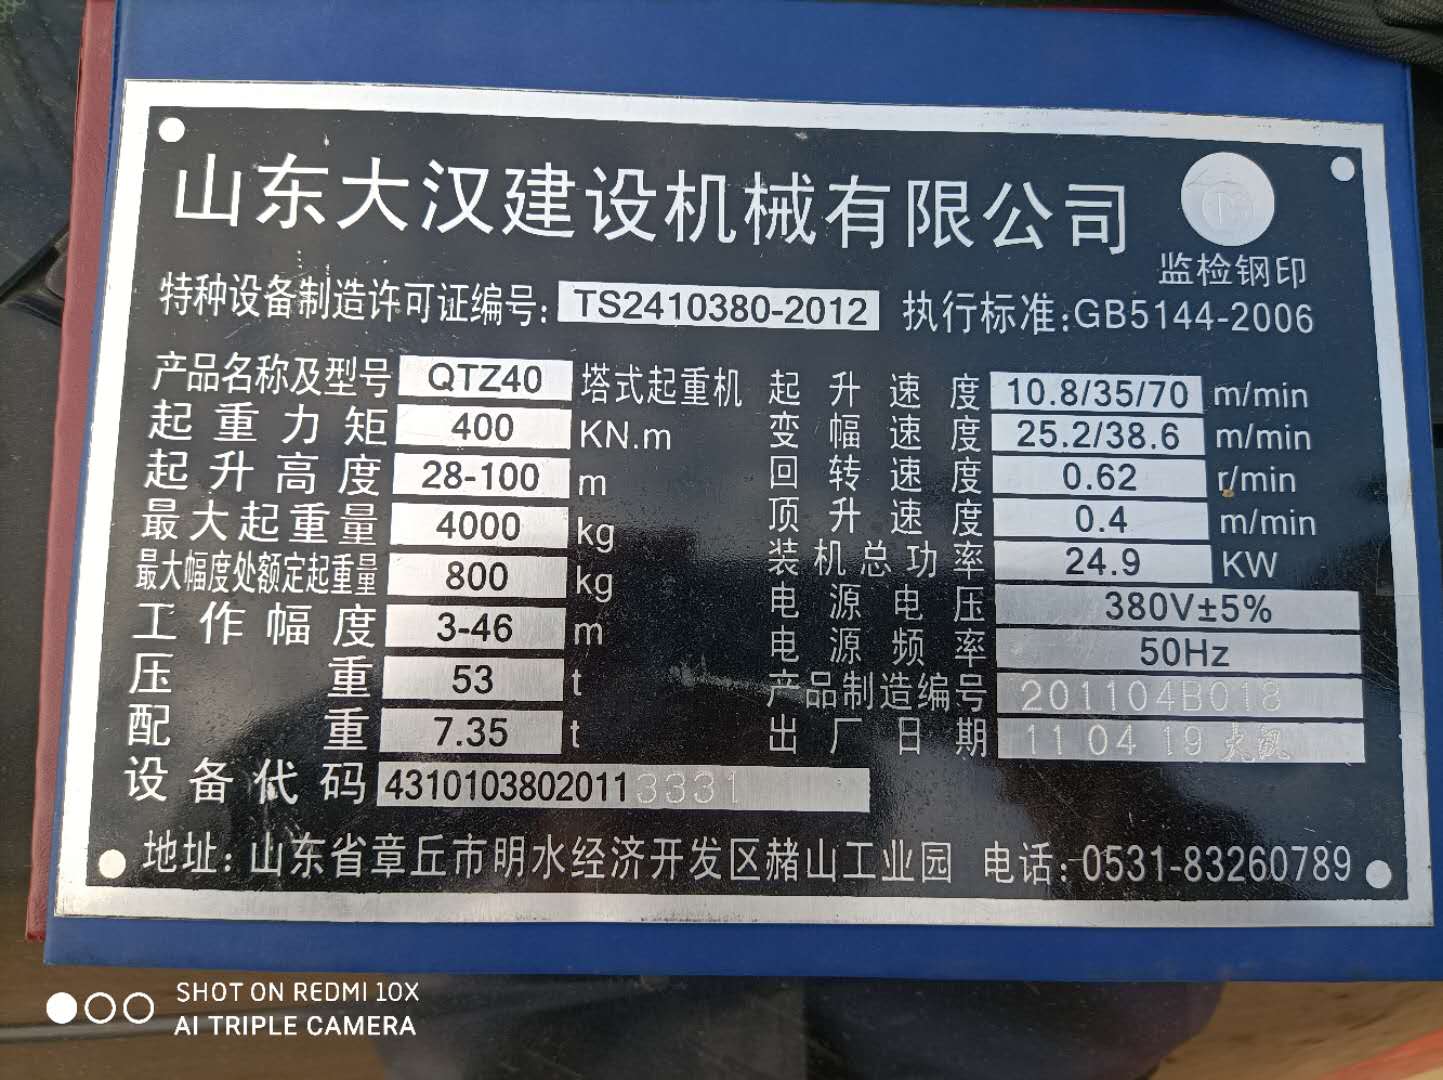 山东大汉建设机械有限公司
监检钢印
特种设备制造许可证编号: TS2410380-2012 执行标准:GB5144-2006
产品名称及型号 QTZ40 塔式起重机 起升速度 10.8/35/70 m/min
起重力矩 400 KN.m 变幅速度 25.2/38.6 m/min
起升高度 28-100 m 回转速度 0.62 r/min
最大起重量 4000 kg 顶升速度 0.4 m/min
最大幅度处额定起重量 800 kg 装机总功率 24.9 KW
工作幅度 3-46 m 电源电压 380V±5%
压重 53 t 电源频率 50Hz
配重 7.35 t 产品制造编号 201104B018
设备代码 43101038020113331 出厂日期 11 04 19 大汉
地址: 山东省章丘市明水经济开发区赭山工业园 电话: 0531-83260789
SHOT ON REDMI 10X
AI TRIPLE CAMERA